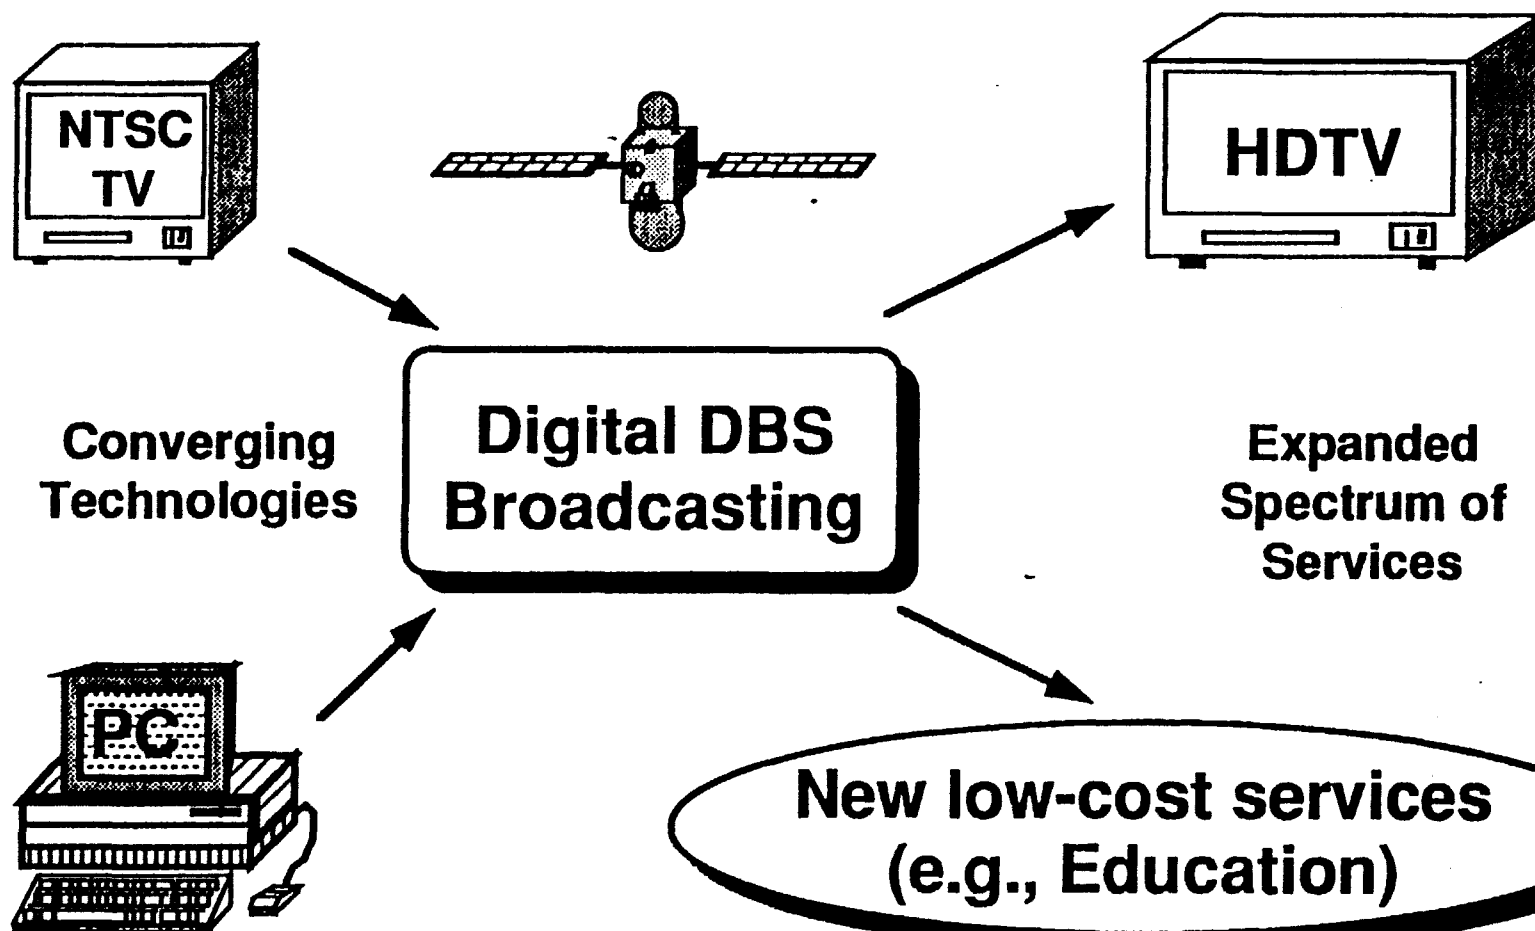 NTSC
TV
HDTV
Converging
Technologies
Digital DBS
Broadcasting
Expanded
Spectrum of
Services
PC
New low-cost services
(e.g., Education)